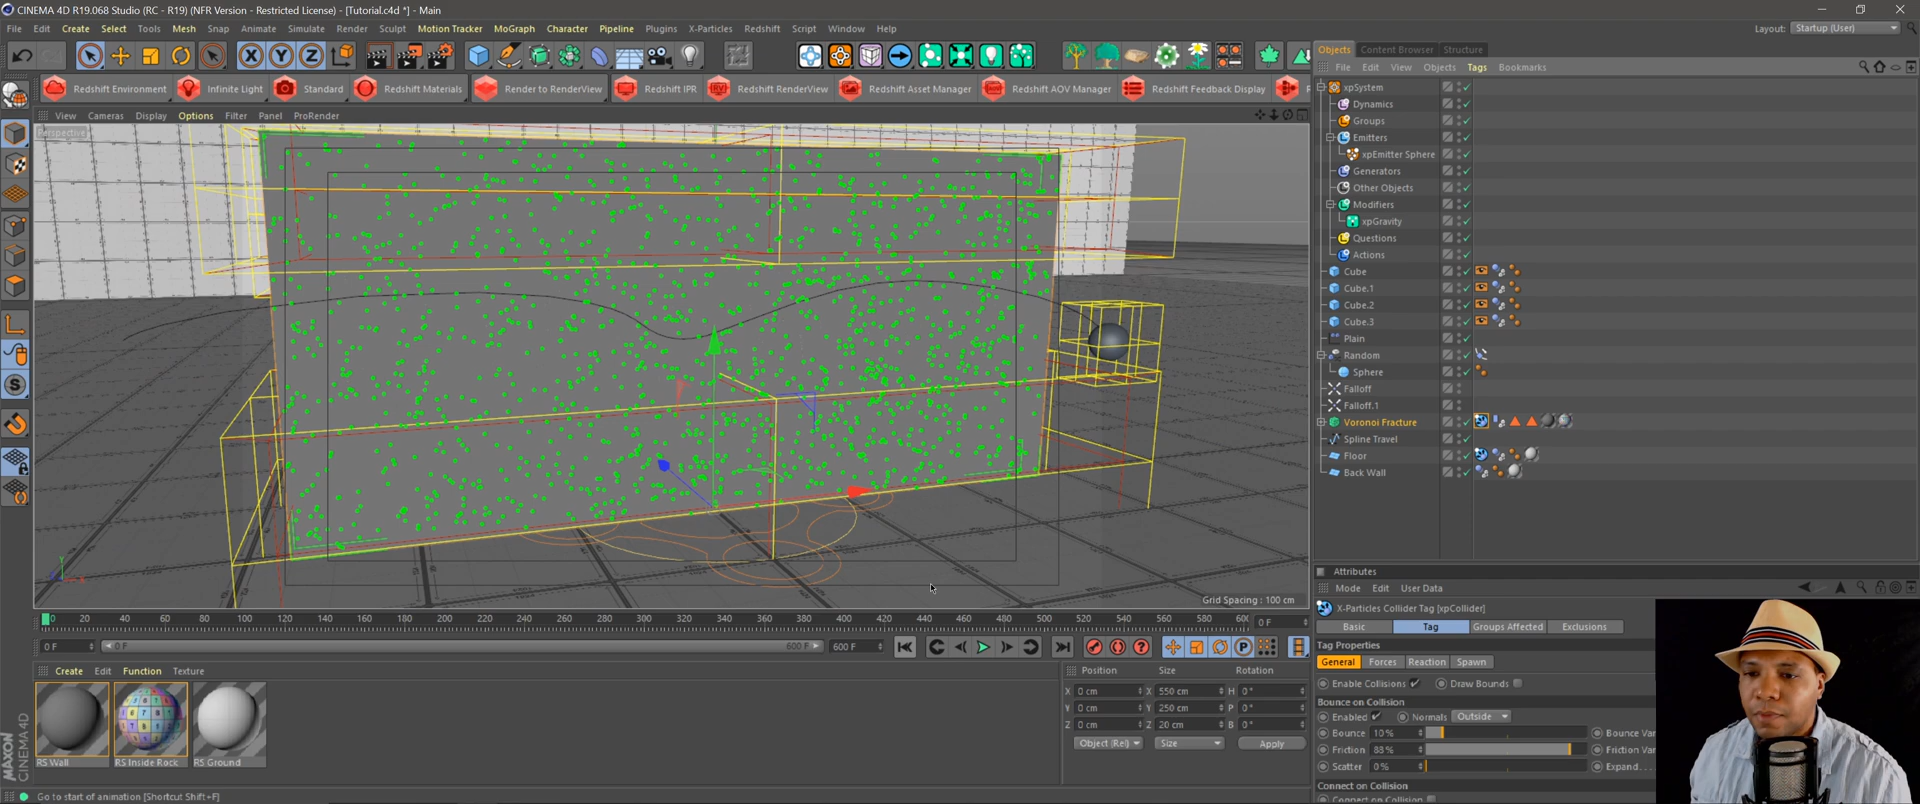 CINEMA 4D R19.068 Studio (RC - R19) (NFR Version - Restricted License) - [Tutorial.c4d *] - Main
File Edit Create Select Tools Mesh Snap Animate Simulate Render Sculpt Motion Tracker MoGraph Character Pipeline Plugins X-Particles Redshift Script Window Help
Layout: Startup (User)
X Y Z
Objects Content Browser Structure
File Edit View Objects Tags Bookmarks
Redshift Environment Infinite Light Standard Redshift Materials Render to RenderView Redshift IPR Redshift RenderView Redshift Asset Manager Redshift AOV Manager Redshift Feedback Display
View Cameras Display Options Filter Panel ProRender
Perspective
xpSystem
Dynamics
Groups
Emitters
xpEmitter Sphere
Generators
Other Objects
Modifiers
xpGravity
Questions
Actions
Cube
Cube.1
Cube.2
Cube.3
Plain
Random
Sphere
Falloff
Falloff.1
Voronoi Fracture
Spline Travel
Floor
Back Wall
Grid Spacing : 100 cm
0 20 40 60 80 100 120 140 160 180 200 220 240 260 280 300 320 340 360 380 400 420 440 460 480 500 520 540 560 580 0 F
0 F 0 F 600 F 600 F
Create Edit Function Texture
RS Wall RS Inside Rock RS Ground
Position Size Rotation
X 0 cm X 550 cm H 0°
Y 0 cm Y 250 cm P 0°
Z 0 cm Z 20 cm B 0°
Object (Rel) Size Apply
MAXON CINEMA 4D
Go to start of animation [Shortcut Shift+F]
Attributes
Mode Edit User Data
X-Particles Collider Tag [xpCollider]
Basic Tag Groups Affected Exclusions
Tag Properties
General Forces Reaction Spawn
Enable Collisions Draw Bounds
Bounce on Collision
Enabled Normals Outside
Bounce 10 % Bounce Var
Friction 88 % Friction Var
Scatter 0 % Expand....
Connect on Collision
Connect on Collision